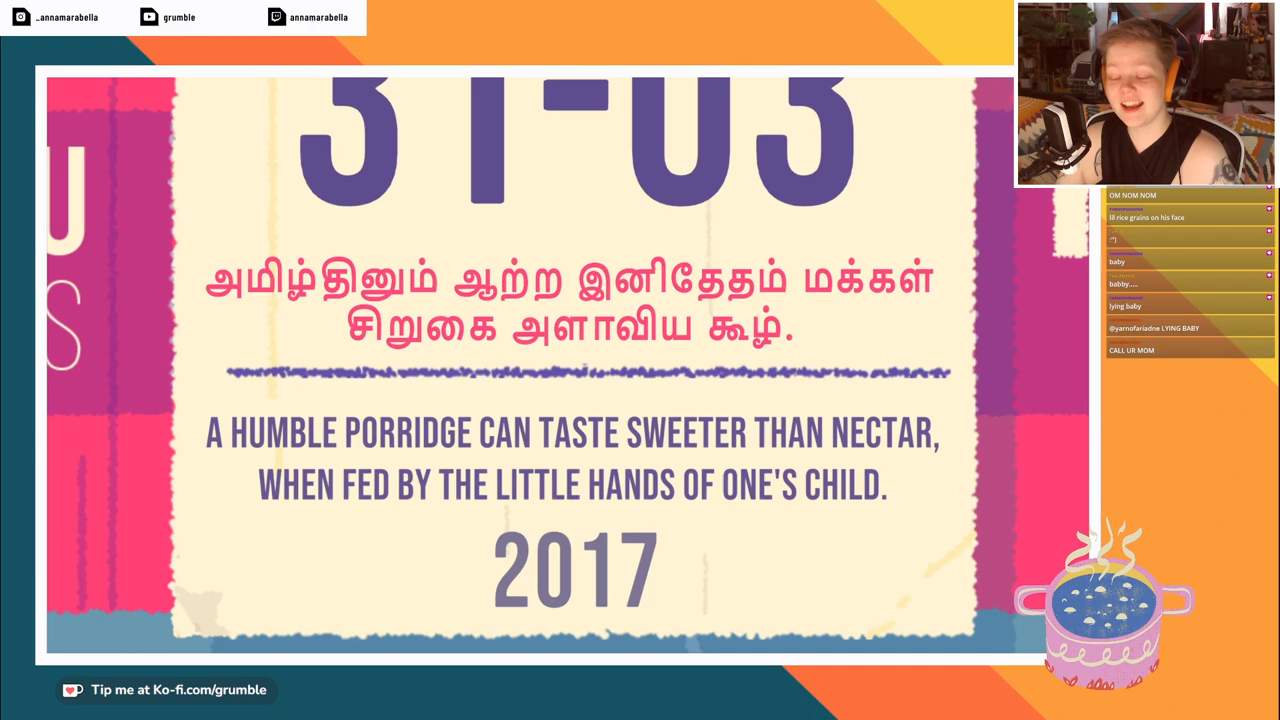 _annamarabella
grumble
annamarabella
31-03
U
S
அமிழ்தினும் ஆற்ற இனிதேதம் மக்கள்
சிறுகை அளாவிய கூழ்.
A HUMBLE PORRIDGE CAN TASTE SWEETER THAN NECTAR,
WHEN FED BY THE LITTLE HANDS OF ONE'S CHILD.
2017
OM NOM NOM
lil rice grains on his face
:")
baby
babby.....
lying baby
@yarnofariadne LYING BABY
CALL UR MOM
Tip me at Ko-fi.com/grumble